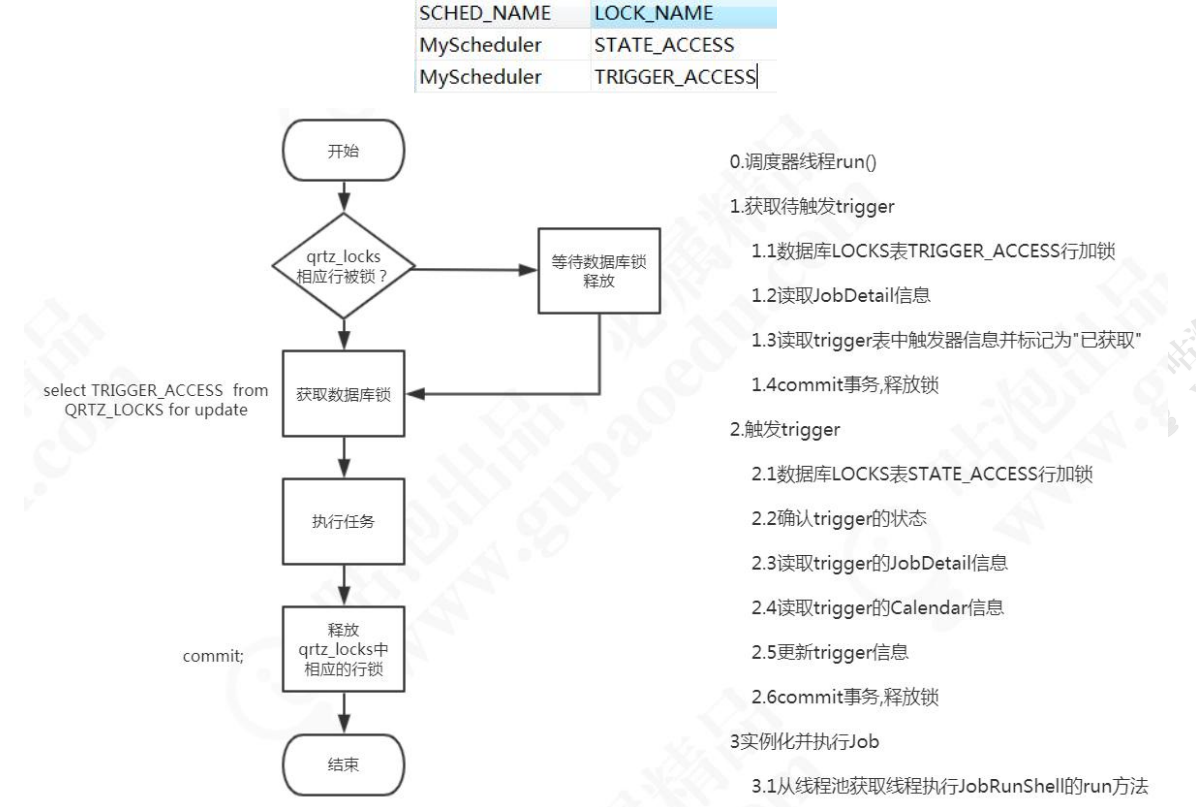 SCHED_NAME LOCK_NAME
MyScheduler STATE_ACCESS
MyScheduler TRIGGER_ACCESS
开始
qrtz_locks
相应行被锁？
等待数据库锁
释放
select TRIGGER_ACCESS from
QRTZ_LOCKS for update
获取数据库锁
执行任务
commit;
释放
qrtz_locks中
相应的行锁
结束
0.调度器线程run()
1.获取待触发trigger
1.1数据库LOCKS表TRIGGER_ACCESS行加锁
1.2读取JobDetail信息
1.3读取trigger表中触发器信息并标记为"已获取"
1.4commit事务,释放锁
2.触发trigger
2.1数据库LOCKS表STATE_ACCESS行加锁
2.2确认trigger的状态
2.3读取trigger的JobDetail信息
2.4读取trigger的Calendar信息
2.5更新trigger信息
2.6commit事务,释放锁
3实例化并执行Job
3.1从线程池获取线程执行JobRunShell的run方法